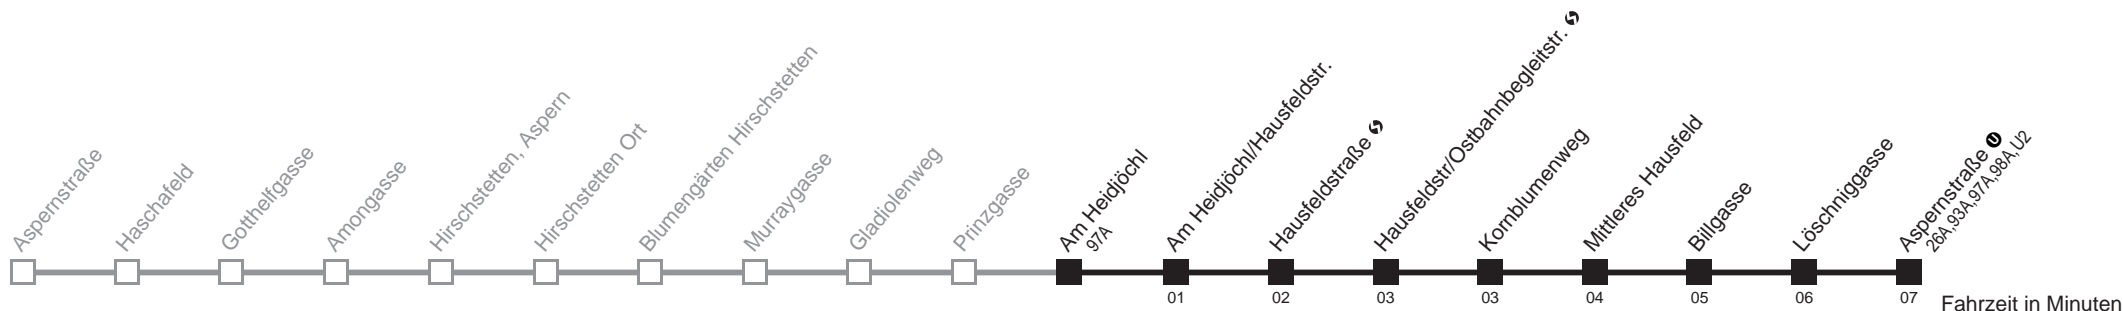 Aspernstraße
Haschafeld
Gotthelfgasse
Amongasse
Hirschstetten, Aspern
Hirschstetten Ort
Blumengärten Hirschstetten
Murraygasse
Gladiolenweg
Prinzgasse
Am Heidjöchl
97A
Am Heidjöchl/Hausfeldstr.
Hausfeldstraße
Hausfeldstr/Ostbahnbegleitstr.
Kornblumenweg
Mittleres Hausfeld
Billgasse
Löschniggasse
Aspernstraße U
26A,93A,97A,98A,U2
01 02 03 03 04 05 06 07
Fahrzeit in Minuten